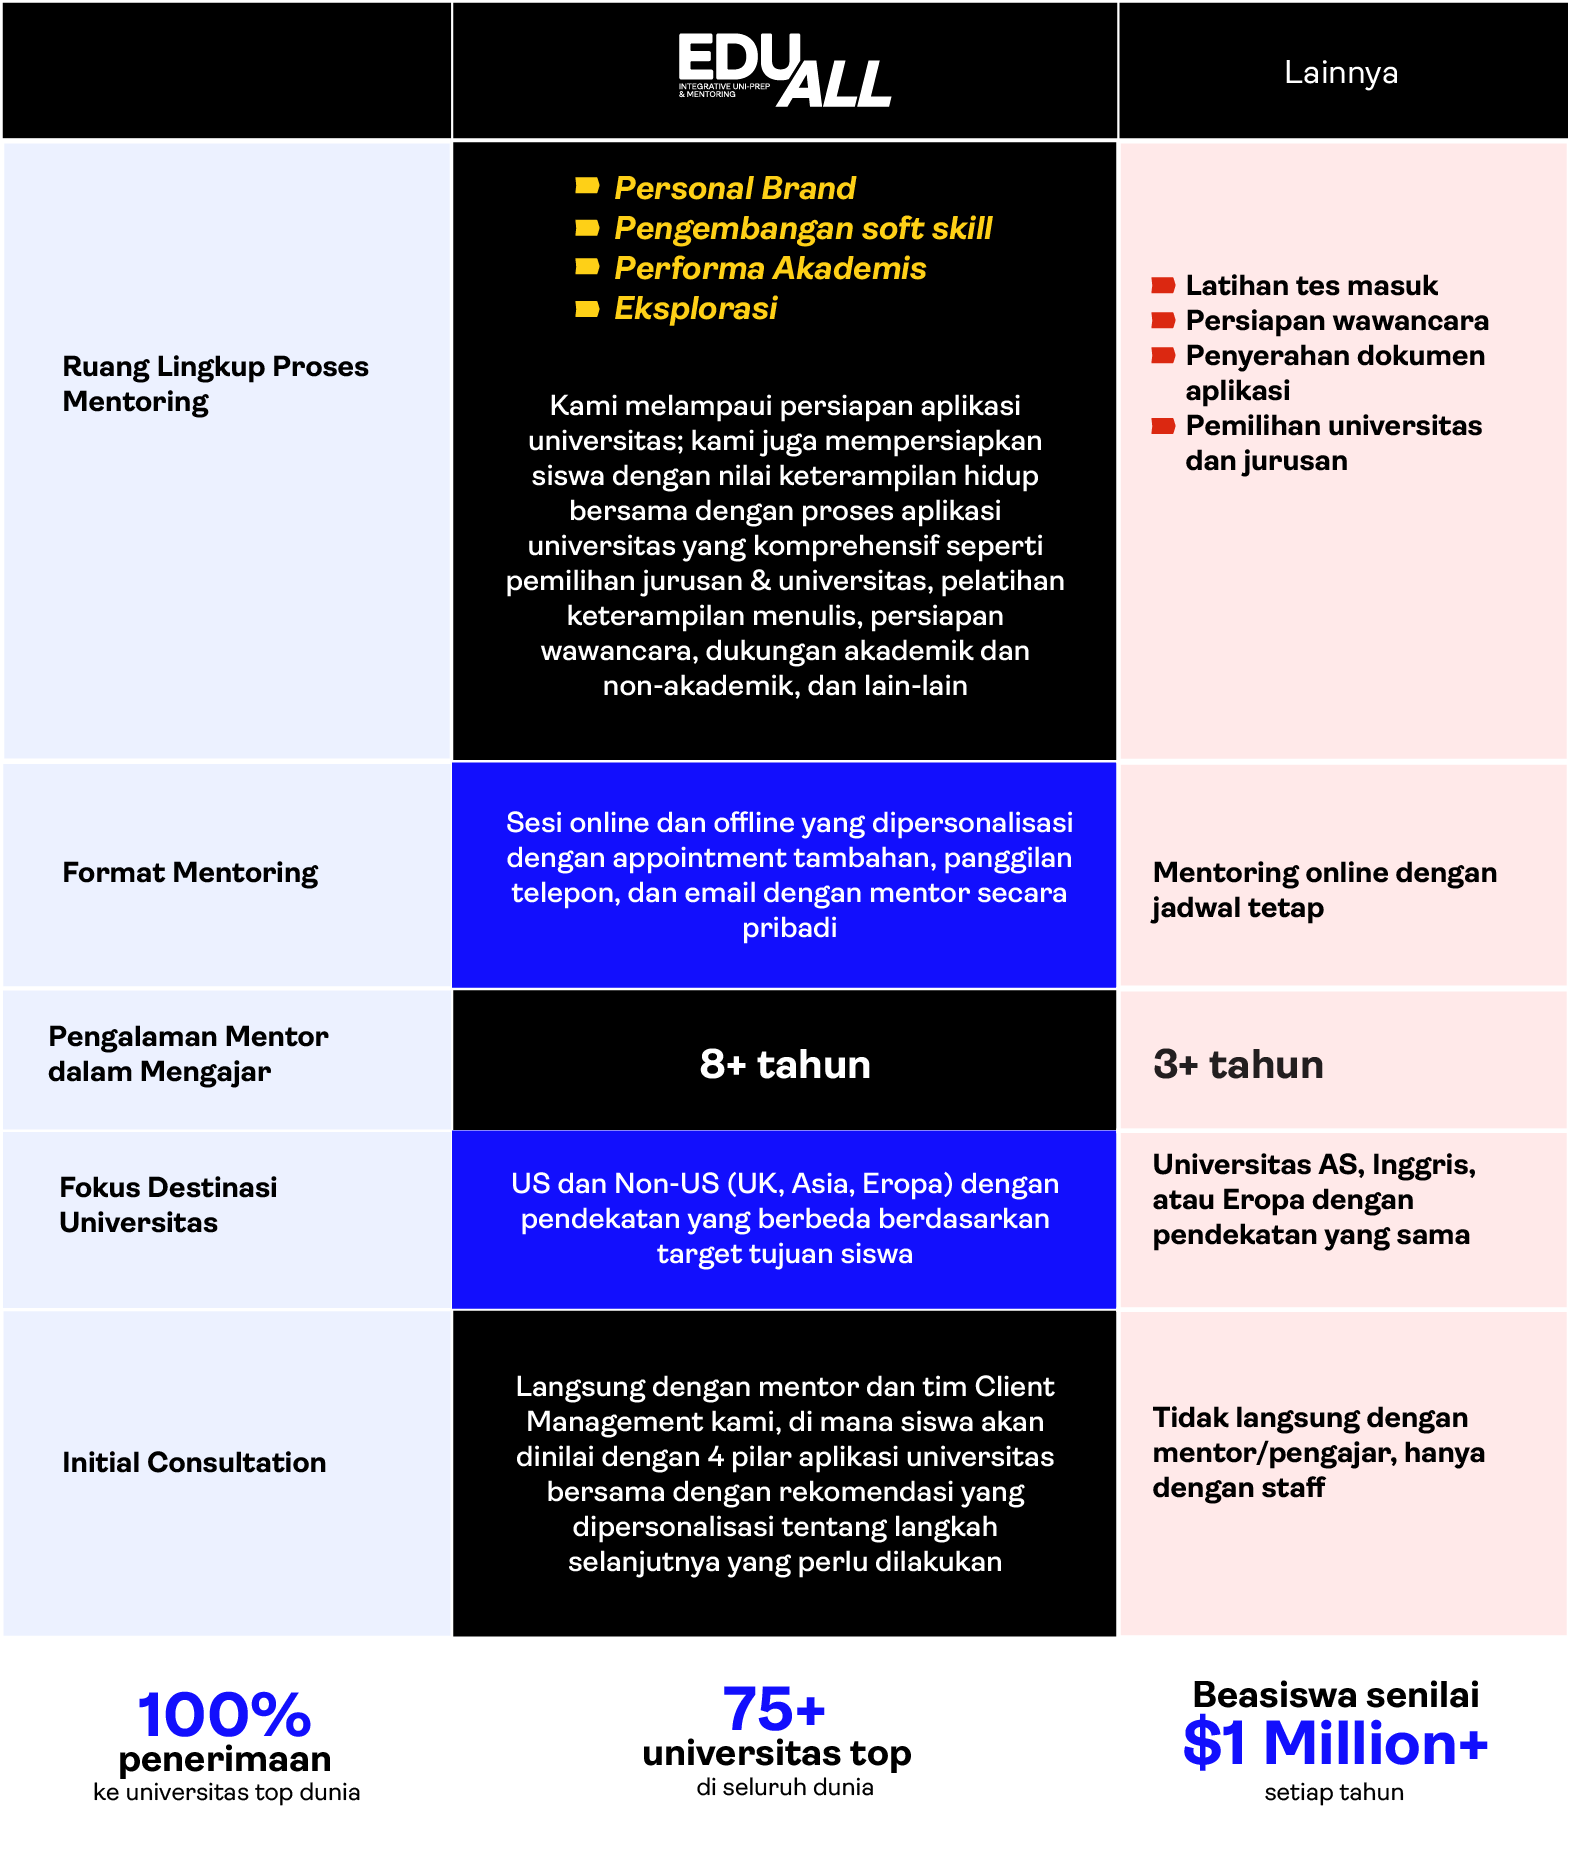 EDU
ALL
INTEGRATIVE UNI-PREP
& MENTORING
Lainnya
Ruang Lingkup Proses
Mentoring
Personal Brand
Pengembangan soft skill
Performa Akademis
Eksplorasi
Kami melampaui persiapan aplikasi
universitas; kami juga mempersiapkan
siswa dengan nilai keterampilan hidup
bersama dengan proses aplikasi
universitas yang komprehensif seperti
pemilihan jurusan & universitas, pelatihan
keterampilan menulis, persiapan
wawancara, dukungan akademik dan
non-akademik, dan lain-lain
Latihan tes masuk
Persiapan wawancara
Penyerahan dokumen
aplikasi
Pemilihan universitas
dan jurusan
Format Mentoring
Sesi online dan offline yang dipersonalisasi
dengan appointment tambahan, panggilan
telepon, dan email dengan mentor secara
pribadi
Mentoring online dengan
jadwal tetap
Pengalaman Mentor
dalam Mengajar
8+ tahun
3+ tahun
Fokus Destinasi
Universitas
US dan Non-US (UK, Asia, Eropa) dengan
pendekatan yang berbeda berdasarkan
target tujuan siswa
Universitas AS, Inggris,
atau Eropa dengan
pendekatan yang sama
Initial Consultation
Langsung dengan mentor dan tim Client
Management kami, di mana siswa akan
dinilai dengan 4 pilar aplikasi universitas
bersama dengan rekomendasi yang
dipersonalisasi tentang langkah
selanjutnya yang perlu dilakukan
Tidak langsung dengan
mentor/pengajar, hanya
dengan staff
100%
penerimaan
ke universitas top dunia
75+
universitas top
di seluruh dunia
Beasiswa senilai
$1 Million+
setiap tahun